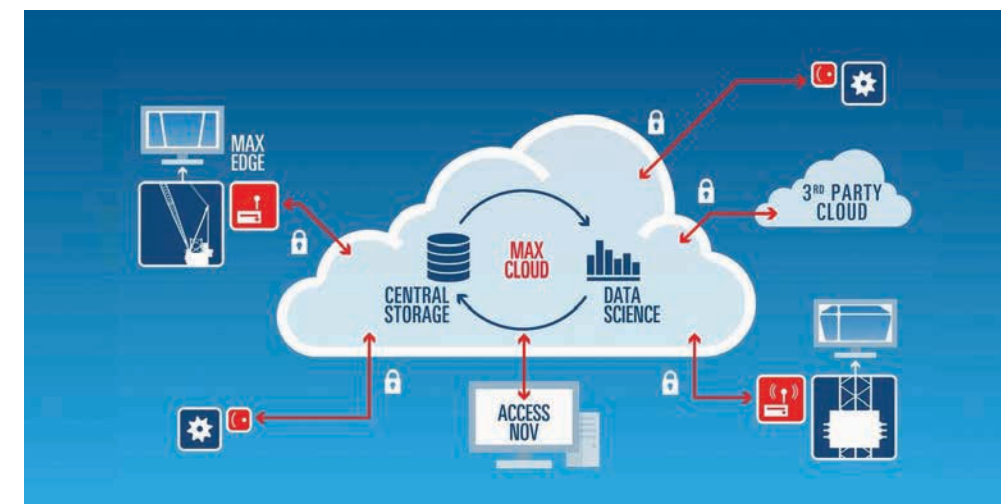 MAX
EDGE
3RD PARTY
CLOUD
MAX
CLOUD
CENTRAL
STORAGE
DATA
SCIENCE
ACCESS
NOV